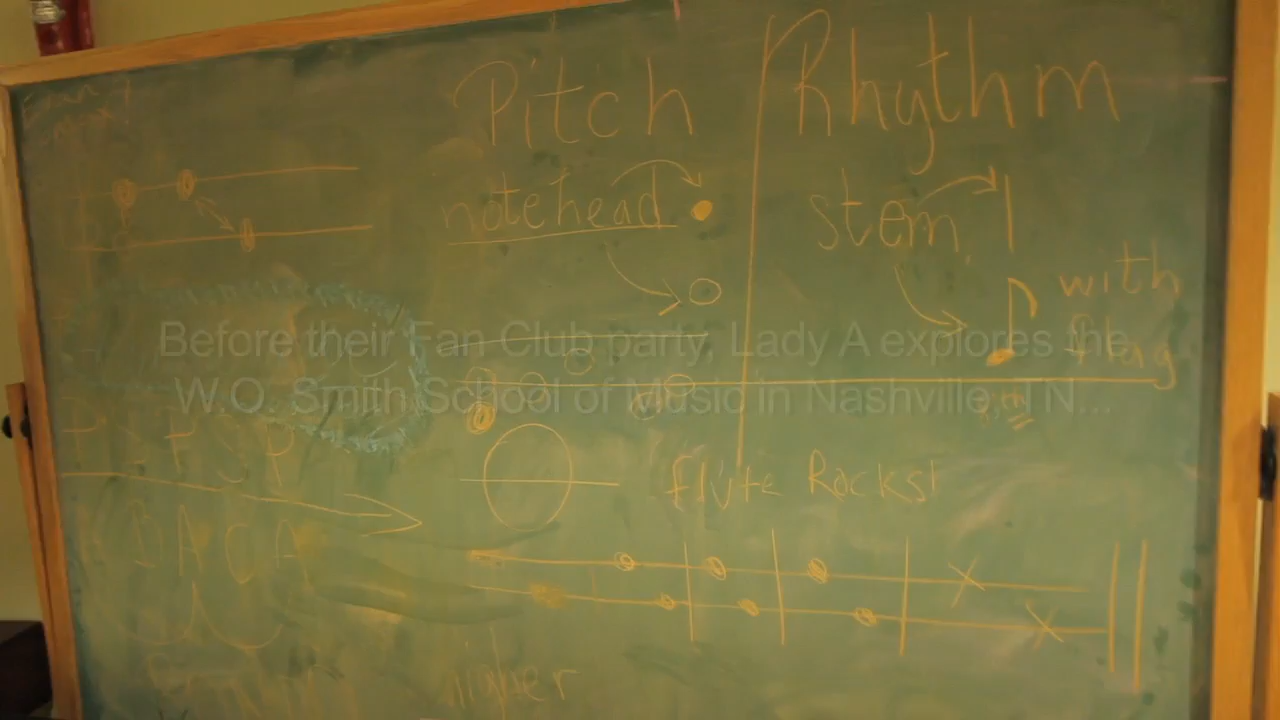 Pitch
Rhythm
notehead
stem
with
flag
Before their Fan Club party, Lady A explores the
W.O. Smith School of Music in Nashville, TN...
flute Rocks!
BACA